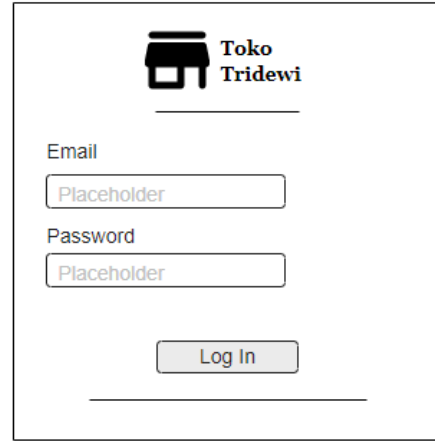 Toko
Tridewi
Email
Placeholder
Password
Placeholder
Log In